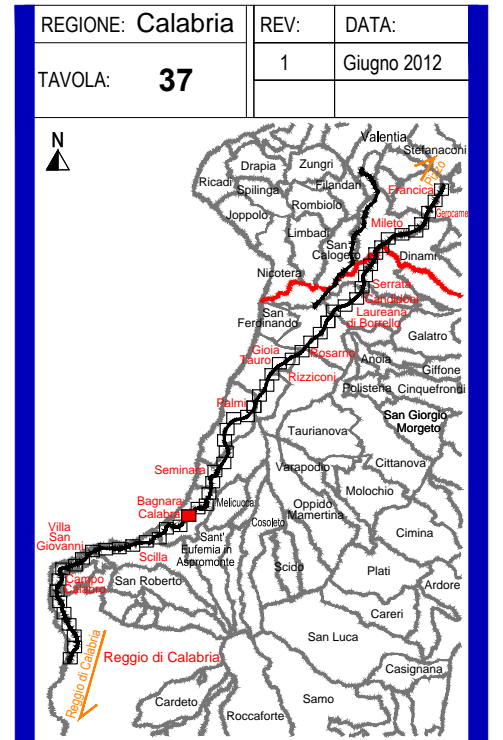 REGIONE: Calabria
REV:
DATA:
TAVOLA: 37
1
Giugno 2012
N
Valentia
Stefanaconi
Pizzo
Drapia
Zungri
Ricadi
Spilinga
Filandari
Francica
Rombiolo
Joppolo
Gerocarne
Mileto
Limbadi
San
Calogero
Dinami
Nicotera
Serrata
Candidoni
San
Ferdinando
Laureana
di Borrello
Galatro
Gioia
Tauro
Rosarno
Anoia
Giffone
Rizziconi
Polistena
Cinquefrondi
Palmi
San Giorgio
Morgeto
Taurianova
Seminara
Varapodio
Cittanova
Molochio
Bagnara
Calabra
Melicucca
Oppido
Mamertina
Cosoleto
Villa
San
Giovanni
Sant'
Eufemia in
Aspromonte
Cimina
Scilla
Scido
Plati
Campo
Calabro
San Roberto
Ardore
Careri
San Luca
Reggio di Calabria
Reggio di Calabria
Casignana
Cardeto
Samo
Roccaforte